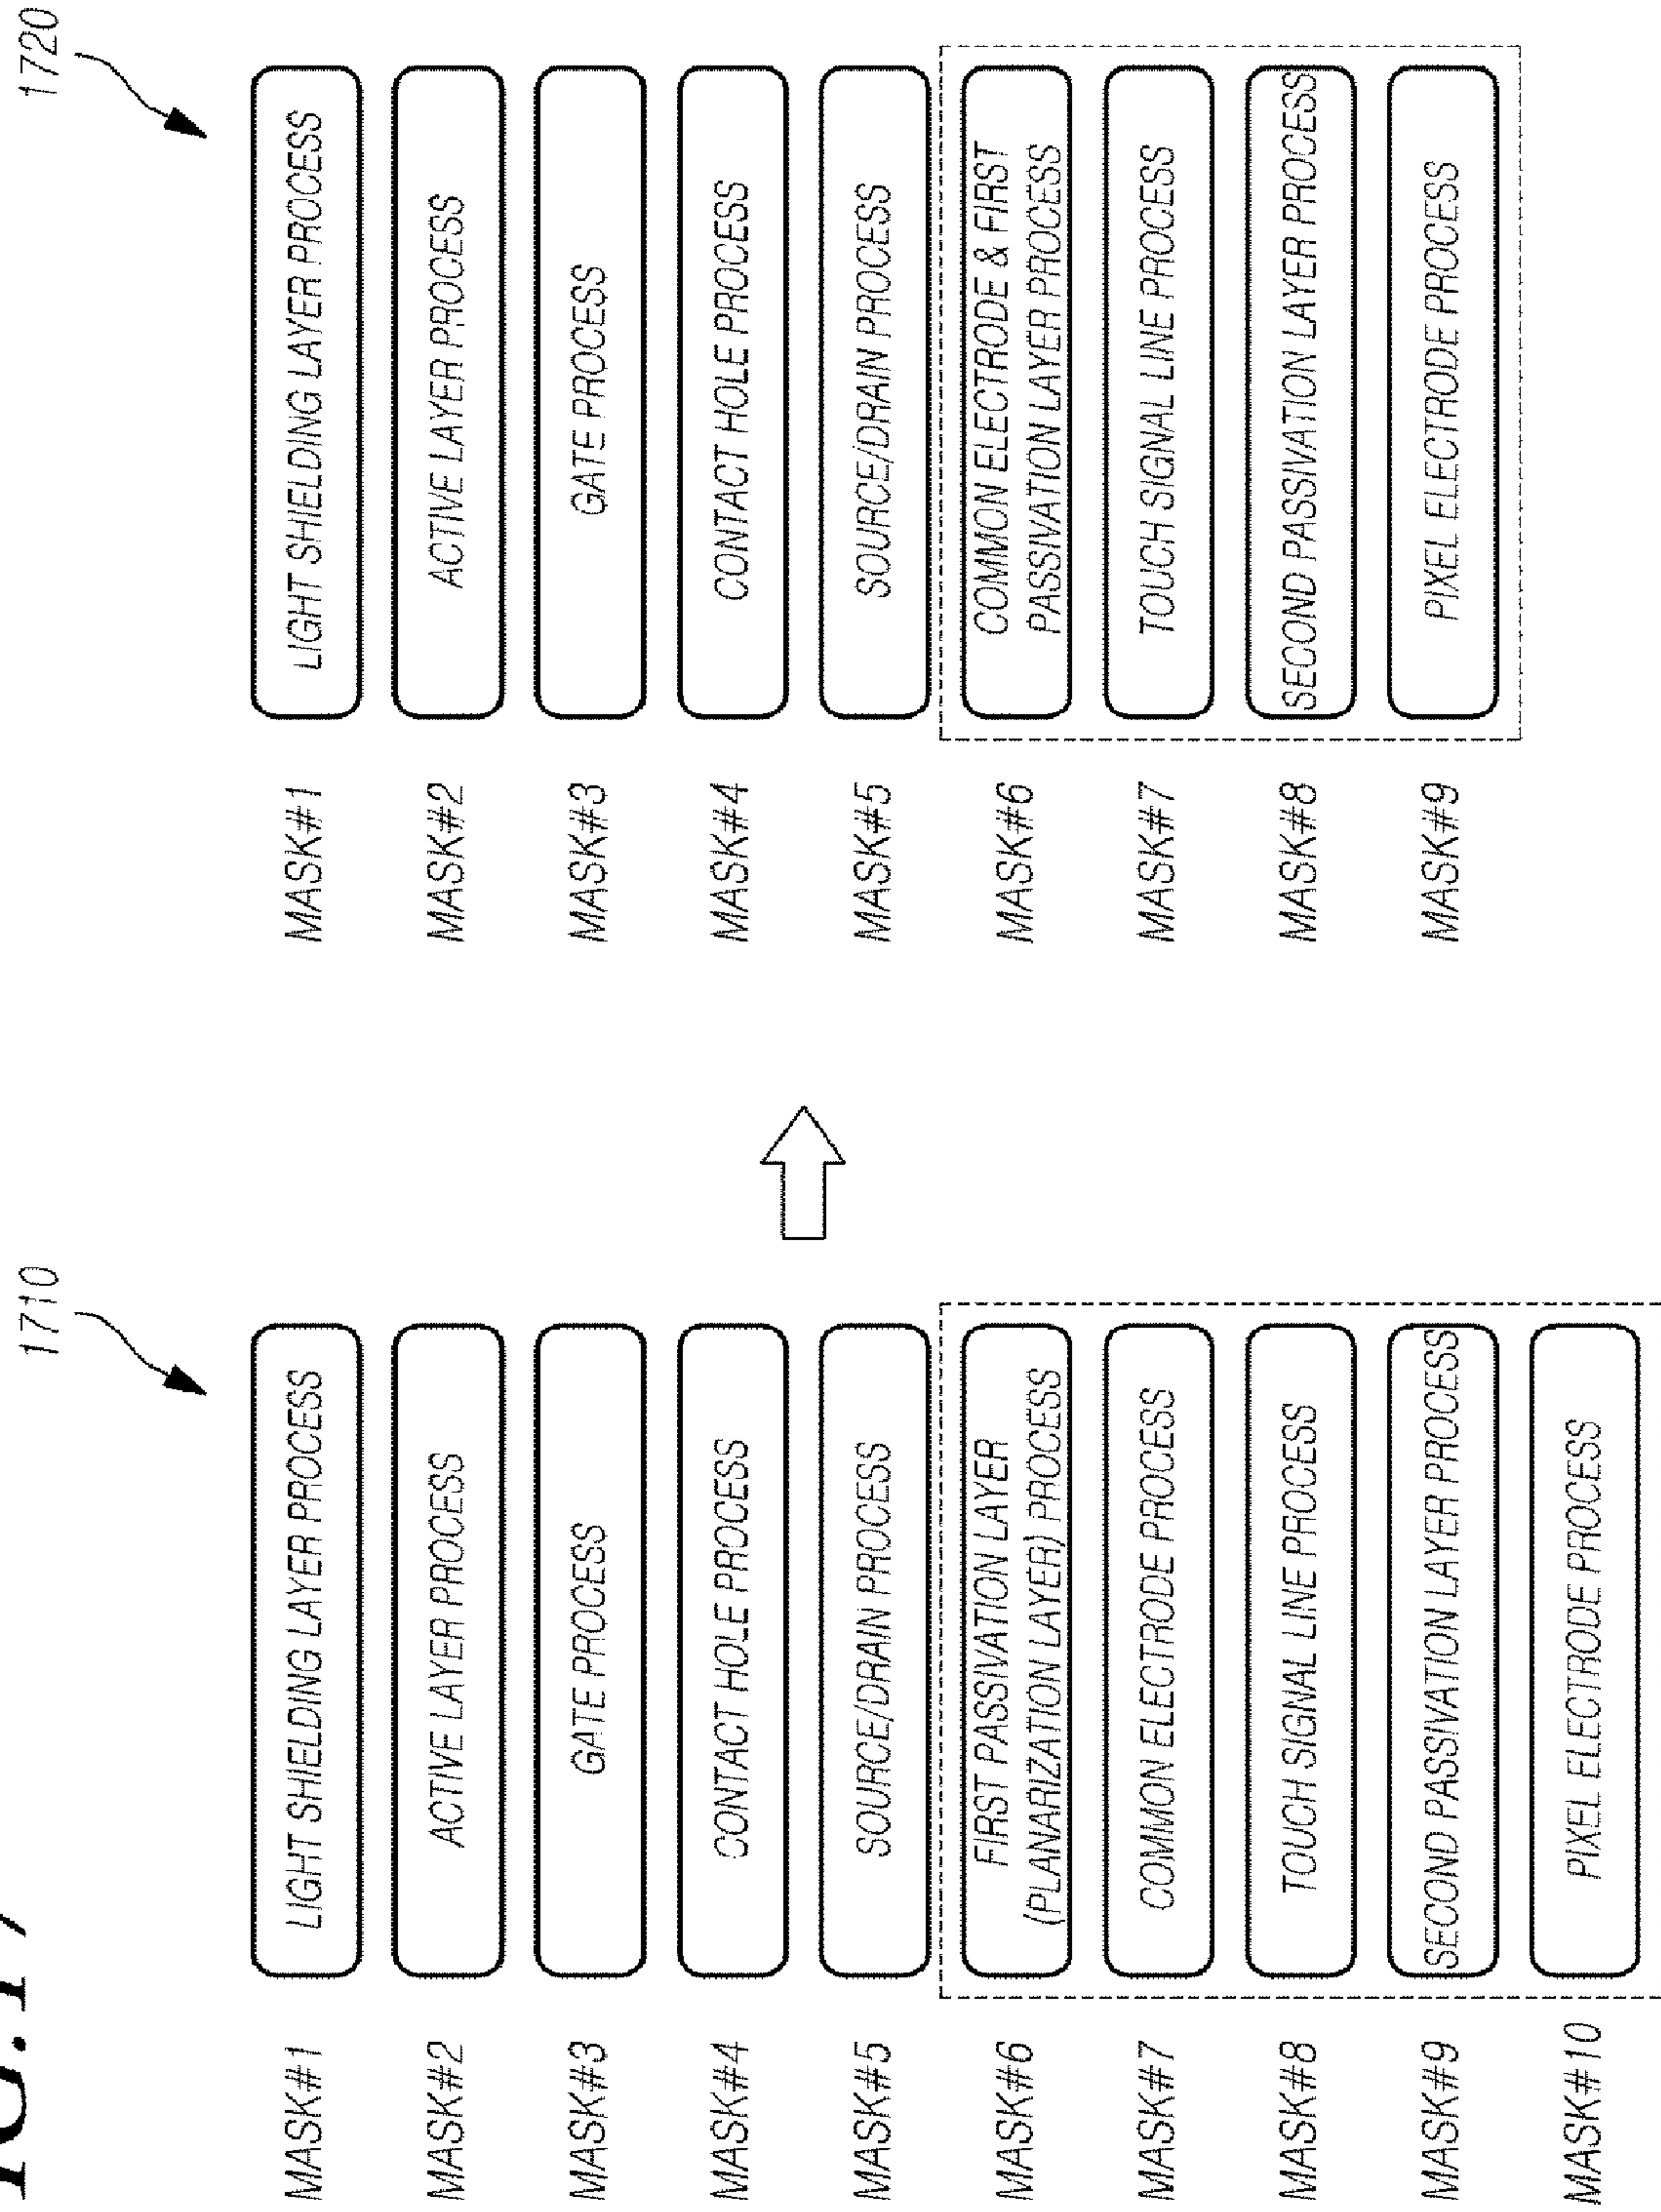 IG.17
1710
MASK#1
LIGHT SHIELDING LAYER PROCESS
MASK#2
ACTIVE LAYER PROCESS
MASK#3
GATE PROCESS
MASK#4
CONTACT HOLE PROCESS
MASK#5
SOURCE/DRAIN PROCESS
MASK#6
FIRST PASSIVATION LAYER
(PLANARIZATION LAYER) PROCESS
MASK#7
COMMON ELECTRODE PROCESS
MASK#8
TOUCH SIGNAL LINE PROCESS
MASK#9
SECOND PASSIVATION LAYER PROCESS
MASK#10
PIXEL ELECTRODE PROCESS
1720
MASK#1
LIGHT SHIELDING LAYER PROCESS
MASK#2
ACTIVE LAYER PROCESS
MASK#3
GATE PROCESS
MASK#4
CONTACT HOLE PROCESS
MASK#5
SOURCE/DRAIN PROCESS
MASK#6
COMMON ELECTRODE & FIRST
PASSIVATION LAYER PROCESS
MASK#7
TOUCH SIGNAL LINE PROCESS
MASK#8
SECOND PASSIVATION LAYER PROCESS
MASK#9
PIXEL ELECTRODE PROCESS